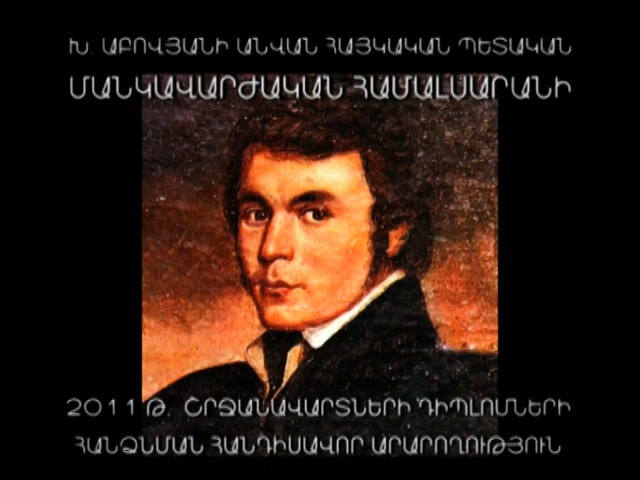 Խ. ԱԲՈՎՅԱՆԻ ԱՆՎԱՆ ՀԱՅԿԱԿԱՆ ՊԵՏԱԿԱՆ
ՄԱՆԿԱՎԱՐԺԱԿԱՆ ՀԱՄԱԼՍԱՐԱՆԻ
2011 Թ. ՇՐՋԱՆԱՎԱՐՏՆԵՐԻ ԴԻՊԼՈՄՆԵՐԻ
ՀԱՆՁՆՄԱՆ ՀԱՆԴԻՍԱՎՈՐ ԱՐԱՐՈՂՈՒԹՅՈՒՆ